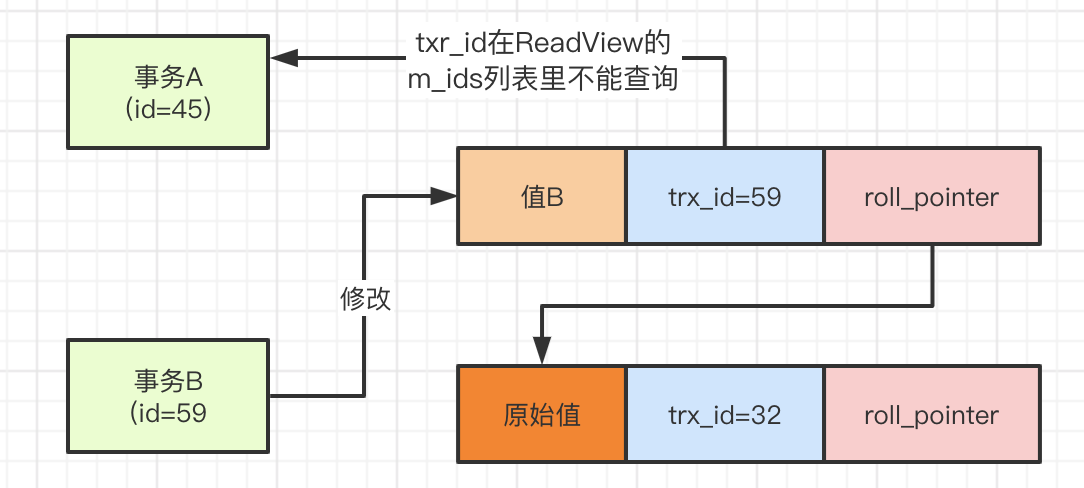 事务A
(id=45)
txr_id在ReadView的
m_ids列表里不能查询
值B
trx_id=59
roll_pointer
修改
事务B
(id=59
原始值
trx_id=32
roll_pointer